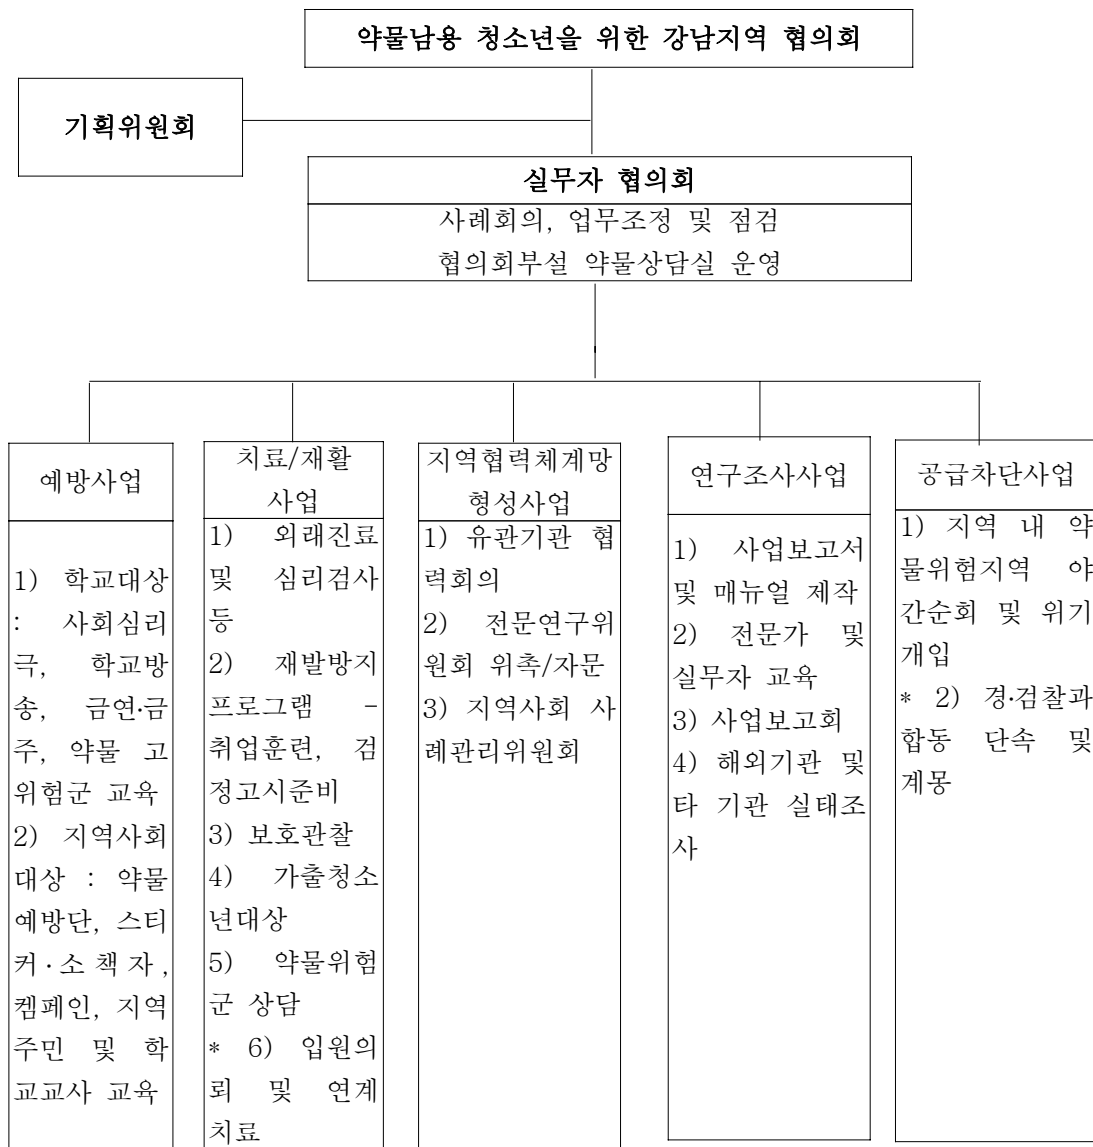 약물남용 청소년을 위한 강남지역 협의회
기획위원회
실무자 협의회
사례회의, 업무조정 및 점검
협의회부설 약물상담실 운영
예방사업
1) 학교대상
: 사회심리
극, 학교방
송, 금연·금
주, 약물 고
위험군 교육
2) 지역사회
대상 : 약물
예방단, 스티
커·소책자,
켐페인, 지역
주민 및 학
교교사 교육
치료/재활
사업
1) 외래진료
및 심리검사
등
2) 재발방지
프로그램 -
취업훈련, 검
정고시준비
3) 보호관찰
4) 가출청소
년대상
5) 약물위험
군 상담
* 6) 입원의
뢰 및 연계
치료
지역협력체계망
형성사업
1) 유관기관 협
력회의
2) 전문연구위
원회 위촉/자문
3) 지역사회 사
례관리위원회
연구조사사업
1) 사업보고서
및 매뉴얼 제작
2) 전문가 및
실무자 교육
3) 사업보고회
4) 해외기관 및
타 기관 실태조
사
공급차단사업
1) 지역 내 약
물위험지역 야
간순회 및 위기
개입
* 2) 경·검찰과
합동 단속 및
계몽